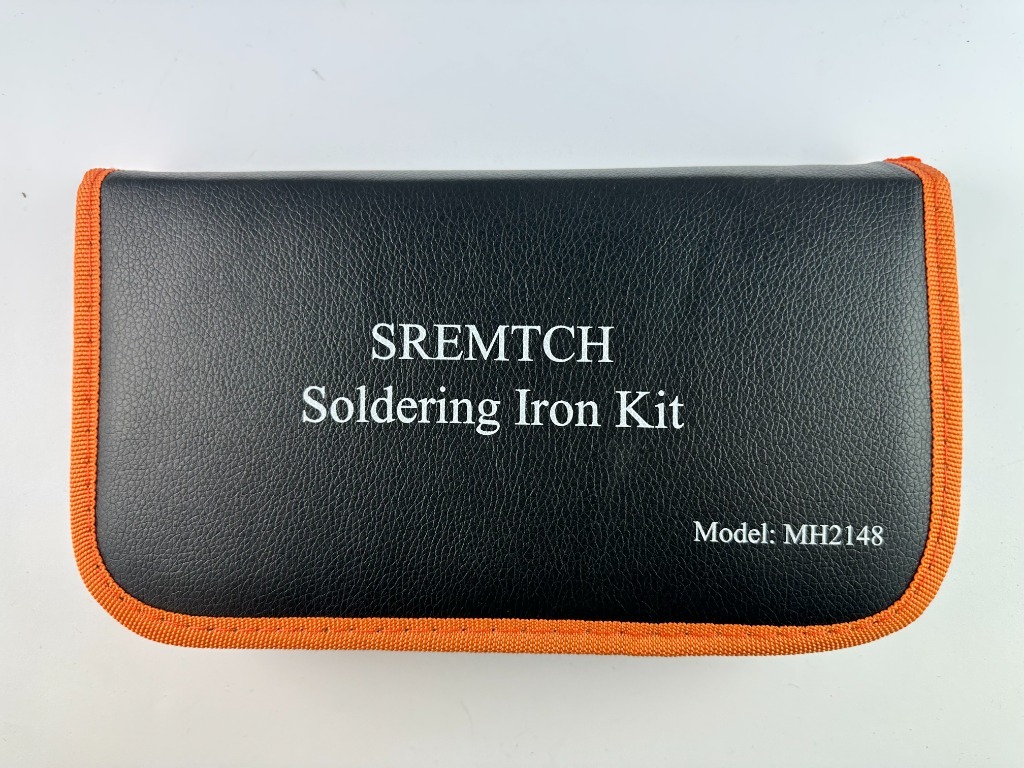 SREMTCH
Soldering Iron Kit
Model: MH2148